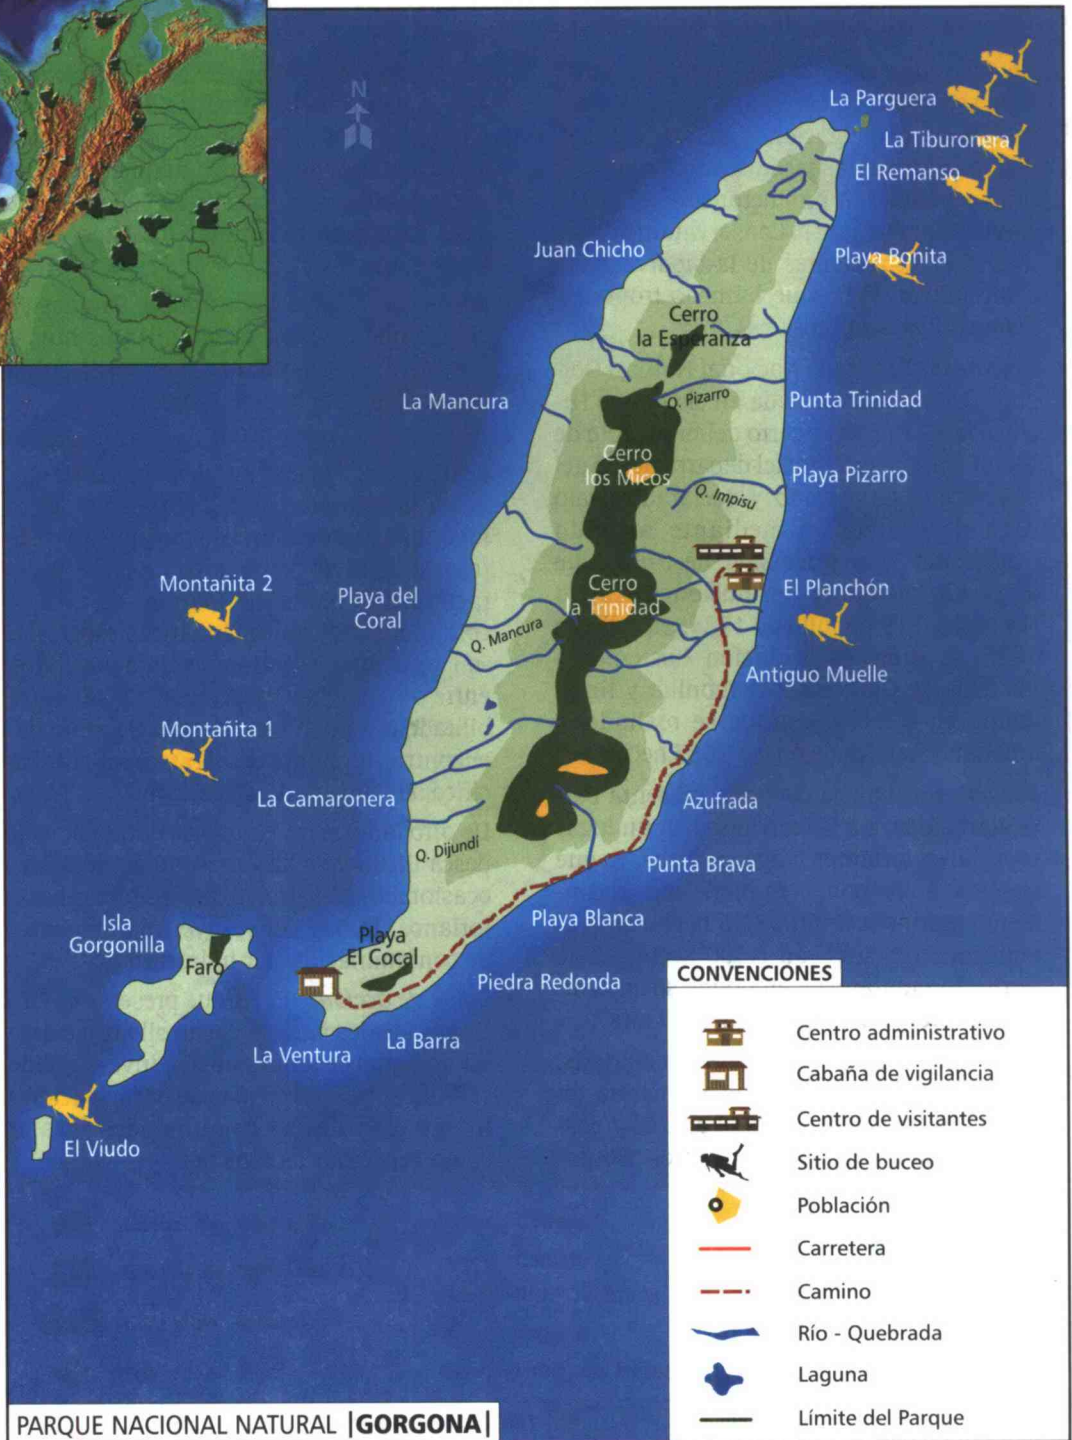 N
La Parguera
La Tiburonera
El Remanso
Juan Chicho
Playa Bonita
Cerro
la Esperanza
La Mancura
Q. Pizarro
Punta Trinidad
Cerro
los Micos
Playa Pizarro
Q. Impisu
Montañita 2
Playa del
Coral
Cerro
la Trinidad
El Planchón
Q. Mancura
Antiguo Muelle
Montañita 1
La Camaronera
Azufrada
Q. Dijundí
Punta Brava
Isla
Gorgonilla
Playa Blanca
Faro
Playa
El Cocal
Piedra Redonda
La Barra
La Ventura
El Viudo
CONVENCIONES
Centro administrativo
Cabaña de vigilancia
Centro de visitantes
Sitio de buceo
Población
Carretera
Camino
Río - Quebrada
Laguna
Límite del Parque
PARQUE NACIONAL NATURAL |GORGONA|